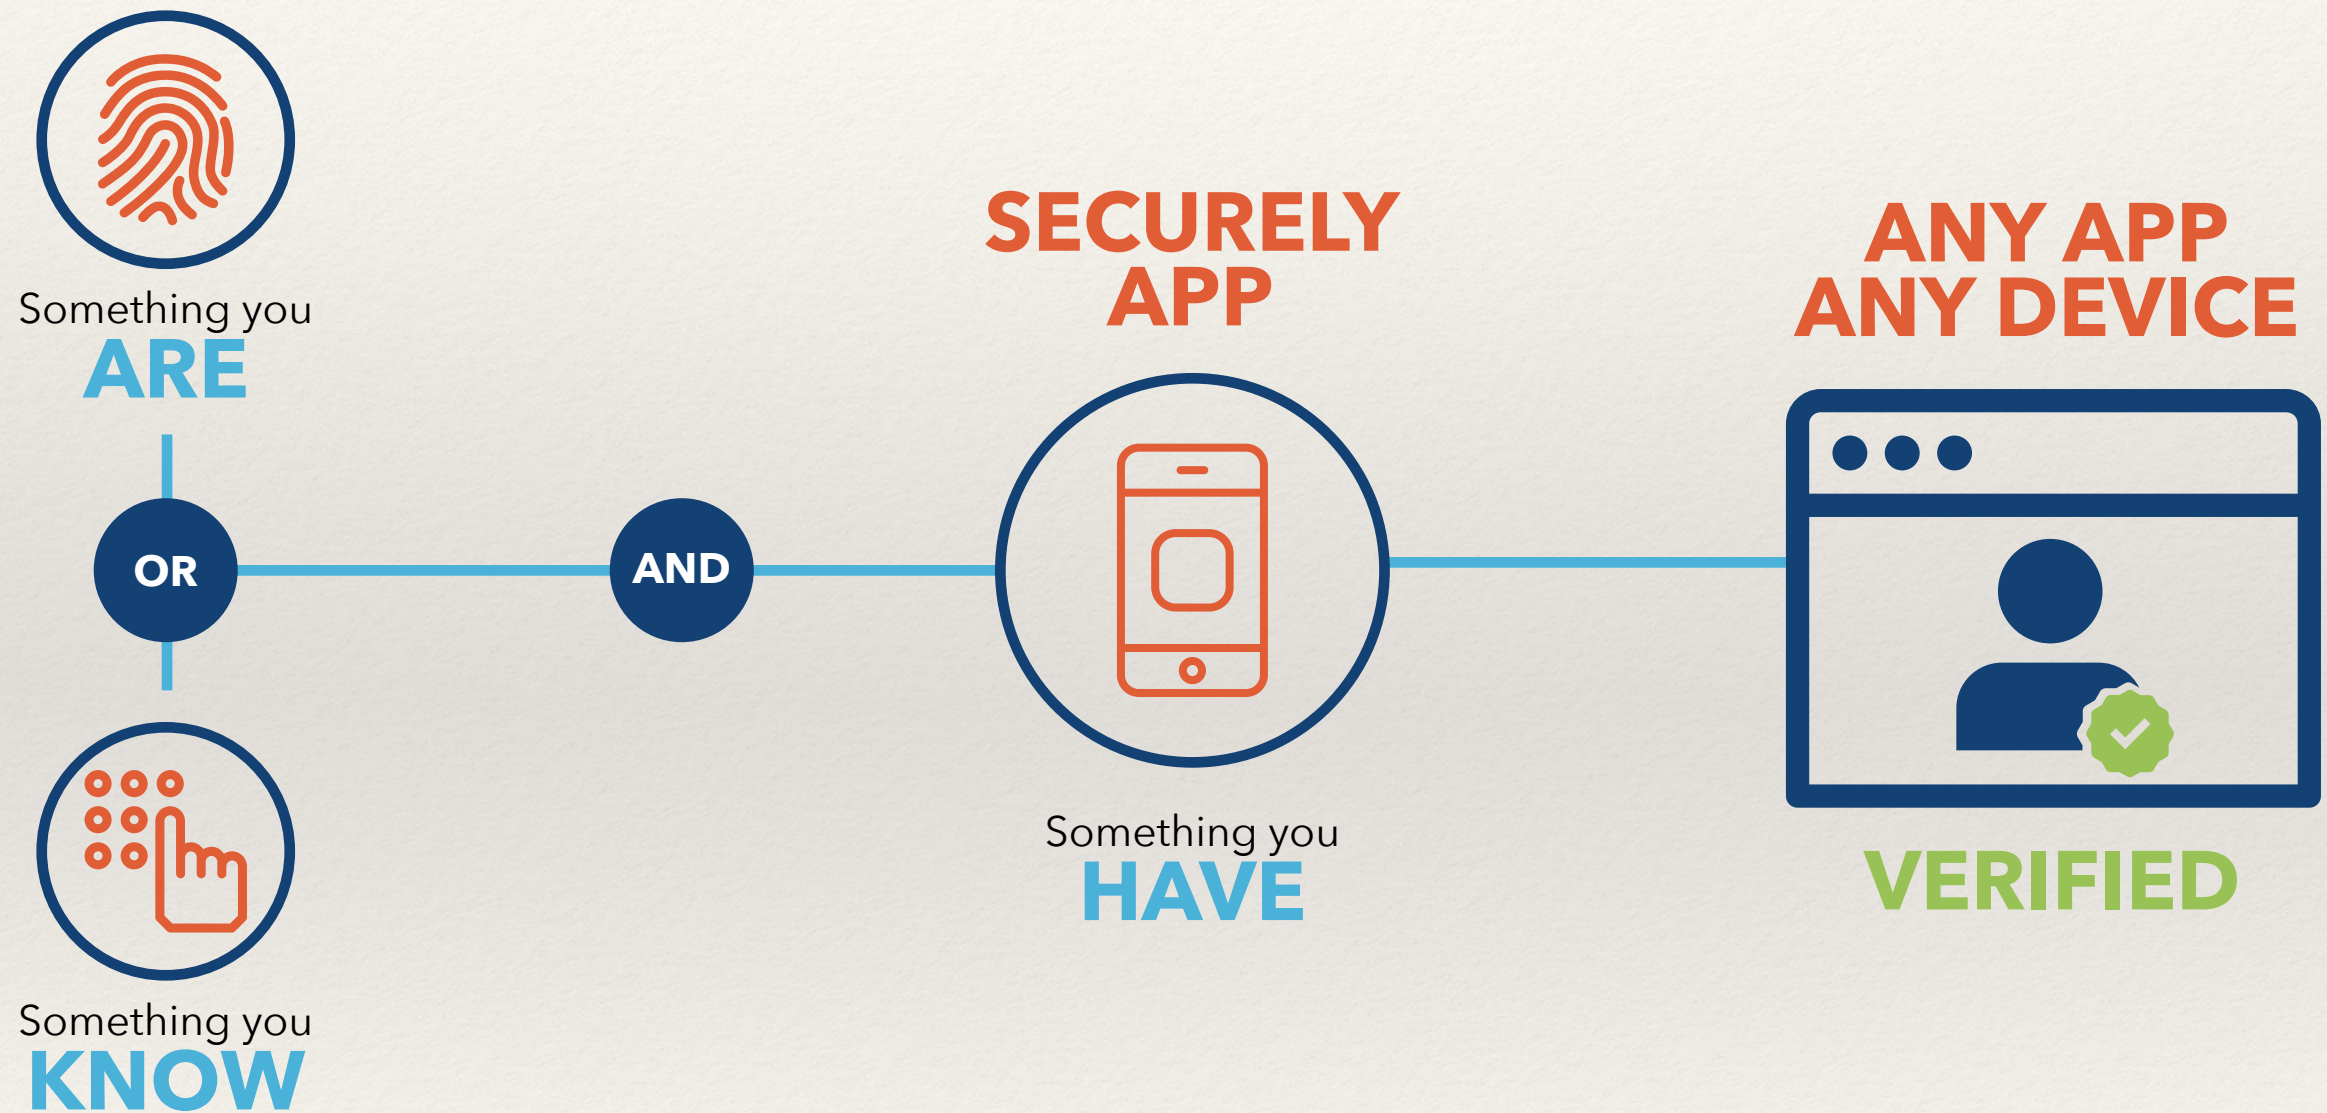 Something you
ARE
OR
Something you
KNOW
AND
SECURELY
APP
Something you
HAVE
ANY APP
ANY DEVICE
VERIFIED